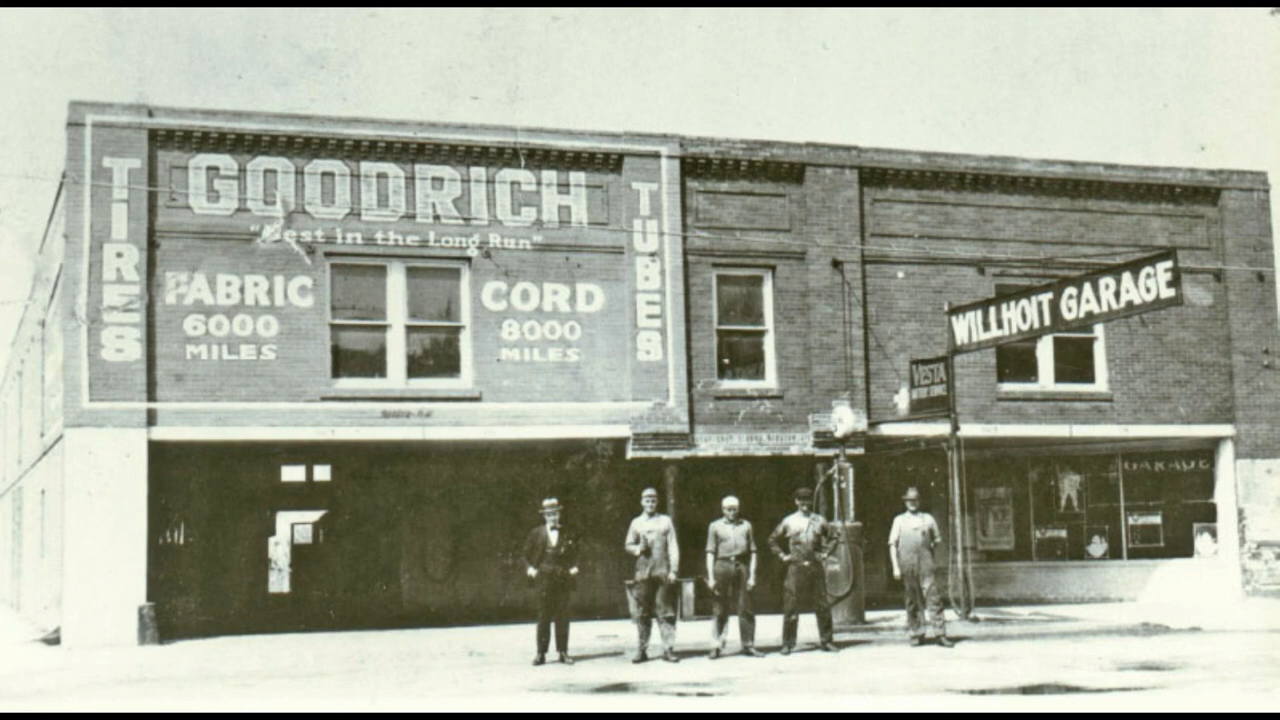 TIRES
GOODRICH
"Best in the Long Run"
FABRIC
6000
MILES
CORD
8000
MILES
TUBES
WILLHOIT GARAGE
VESTA
GARAGE